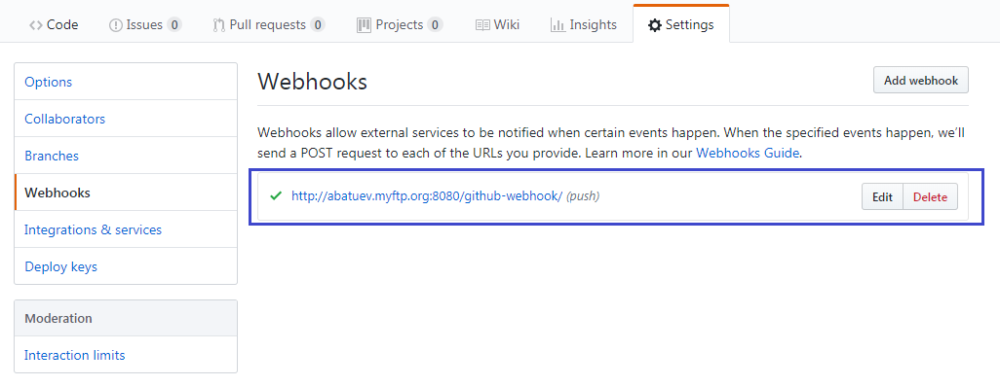 Code Issues 0 Pull requests 0 Projects 0 Wiki Insights Settings
Options
Collaborators
Branches
Webhooks
Integrations & services
Deploy keys
Moderation
Interaction limits
Webhooks Add webhook
Webhooks allow external services to be notified when certain events happen. When the specified events happen, we'll
send a POST request to each of the URLs you provide. Learn more in our Webhooks Guide.
http://abatuev.myftp.org:8080/github-webhook/ (push) Edit Delete